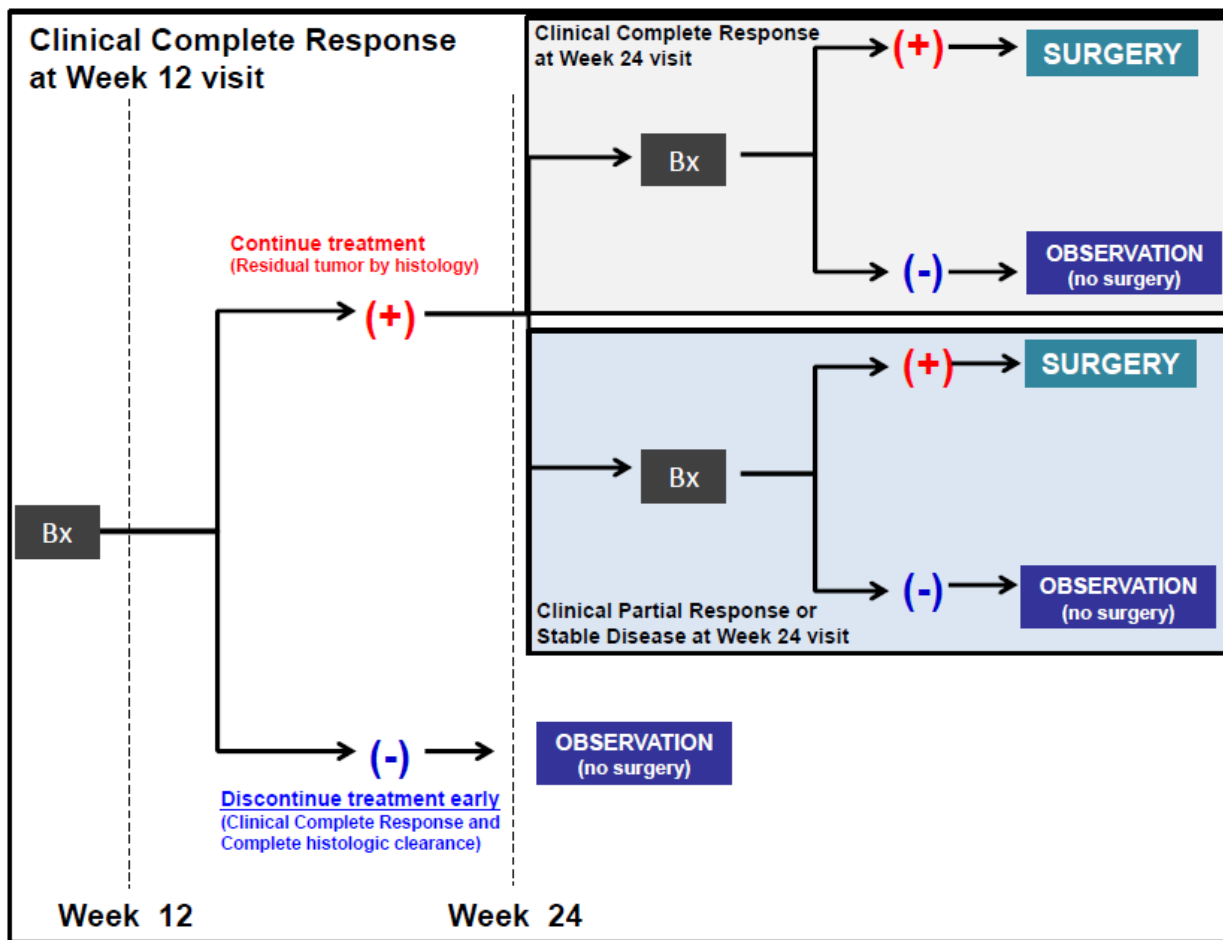 Clinical Complete Response
at Week 12 visit
Clinical Complete Response
at Week 24 visit
(+)
SURGERY
Bx
Continue treatment
(Residual tumor by histology)
(+)
(-)
OBSERVATION
(no surgery)
(+)
SURGERY
Bx
Bx
(-)
OBSERVATION
(no surgery)
Clinical Partial Response or
Stable Disease at Week 24 visit
(-)
OBSERVATION
(no surgery)
Discontinue treatment early
(Clinical Complete Response and
Complete histologic clearance)
Week 12
Week 24